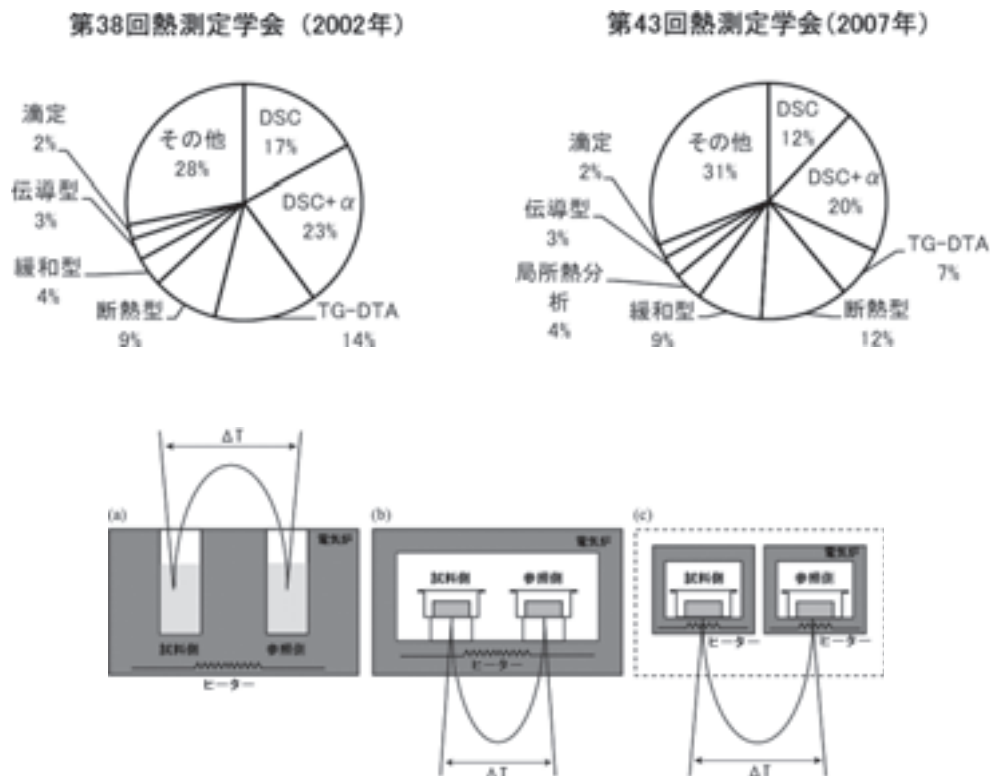 第38回熱測定学会 (2002年)
DSC
17%
DSC+α
23%
TG-DTA
14%
断熱型
9%
緩和型
4%
伝導型
3%
滴定
2%
その他
28%
第43回熱測定学会(2007年)
DSC
12%
DSC+α
20%
TG-DTA
7%
断熱型
12%
緩和型
9%
局所熱分
析
4%
伝導型
3%
滴定
2%
その他
31%
ΔT
(a)
電気炉
試料側
参照側
ヒーター
(b)
電気炉
試料側
参照側
ヒーター
ΔT
(c)
電気炉
試料側
参照側
ヒーター
ヒーター
ΔT